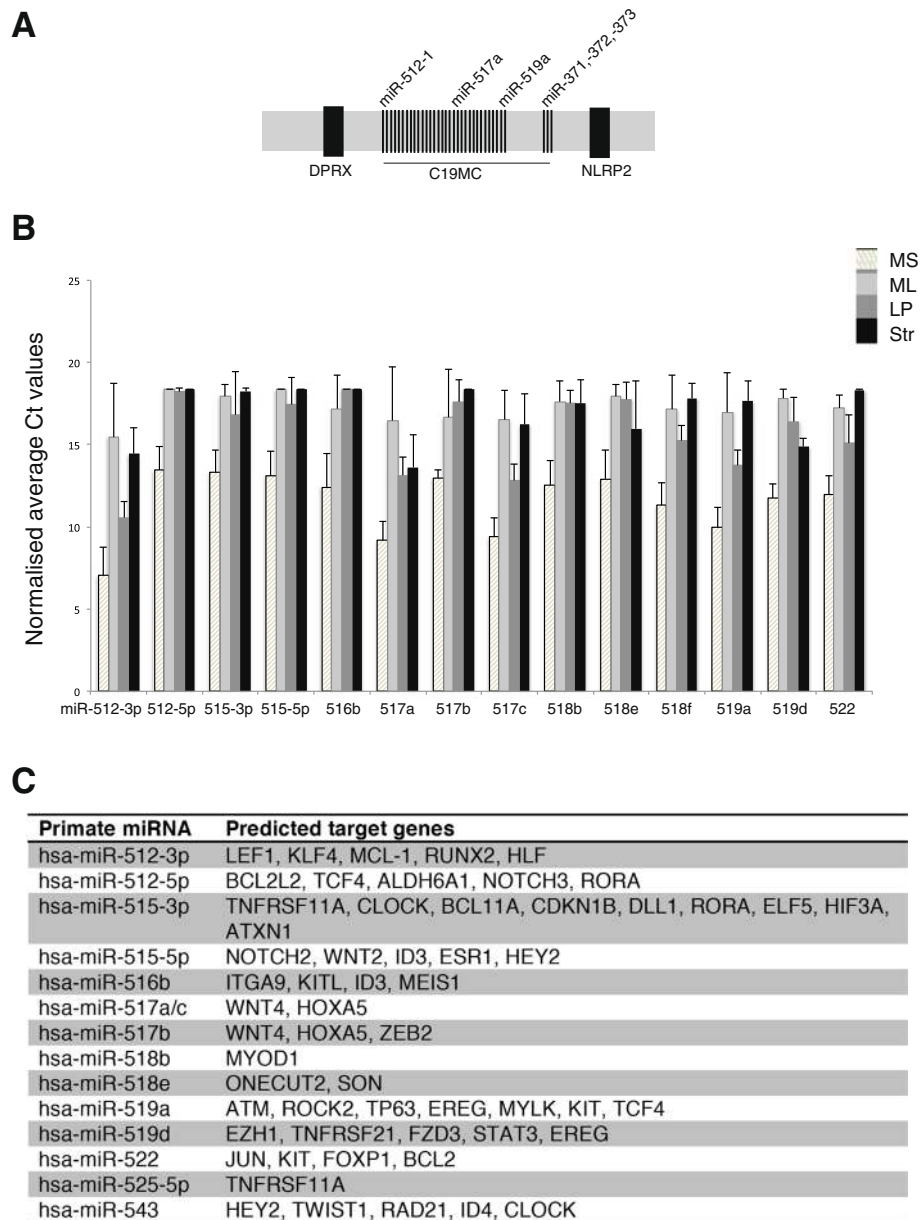 A
miR-512-1
miR-517a
miR-519a
miR-371,-372,-373
DPRX
C19MC
NLRP2
B
MS
ML
LP
Str
Normalised average Ct values
25
20
15
10
5
0
miR-512-3p 512-5p 515-3p 515-5p 516b 517a 517b 517c 518b 518e 518f 519a 519d 522
C
Primate miRNA Predicted target genes
hsa-miR-512-3p LEF1, KLF4, MCL-1, RUNX2, HLF
hsa-miR-512-5p BCL2L2, TCF4, ALDH6A1, NOTCH3, RORA
hsa-miR-515-3p TNFRSF11A, CLOCK, BCL11A, CDKN1B, DLL1, RORA, ELF5, HIF3A,
ATXN1
hsa-miR-515-5p NOTCH2, WNT2, ID3, ESR1, HEY2
hsa-miR-516b ITGA9, KITL, ID3, MEIS1
hsa-miR-517a/c WNT4, HOXA5
hsa-miR-517b WNT4, HOXA5, ZEB2
hsa-miR-518b MYOD1
hsa-miR-518e ONECUT2, SON
hsa-miR-519a ATM, ROCK2, TP63, EREG, MYLK, KIT, TCF4
hsa-miR-519d EZH1, TNFRSF21, FZD3, STAT3, EREG
hsa-miR-522 JUN, KIT, FOXP1, BCL2
hsa-miR-525-5p TNFRSF11A
hsa-miR-543 HEY2, TWIST1, RAD21, ID4, CLOCK